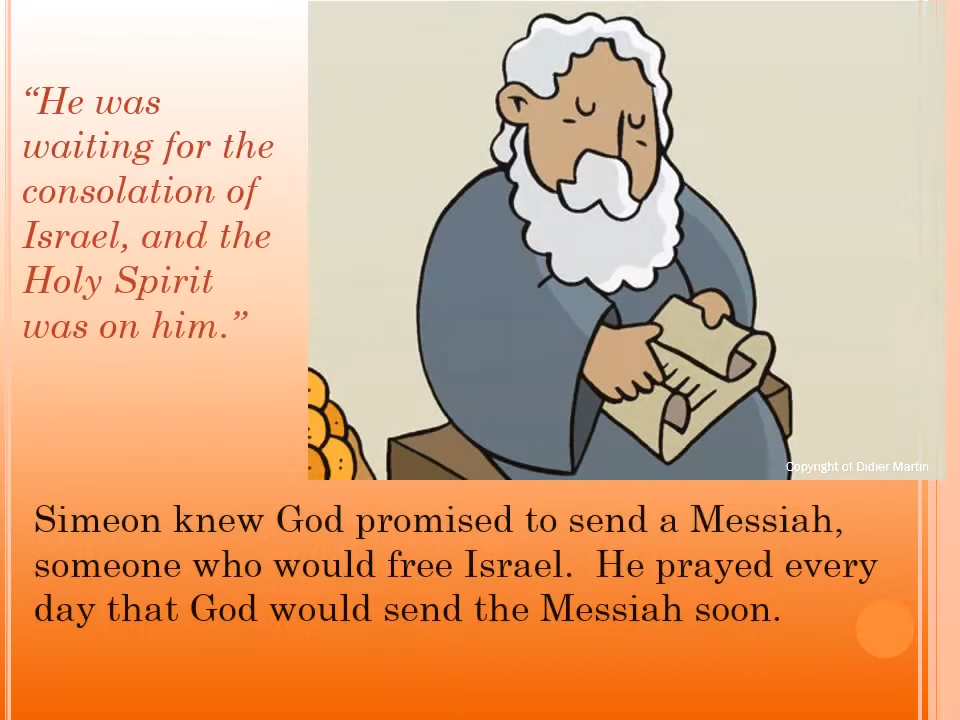 “He was
waiting for the
consolation of
Israel, and the
Holy Spirit
was on him.”
Copyright of Didier Martin
Simeon knew God promised to send a Messiah,
someone who would free Israel.  He prayed every
day that God would send the Messiah soon.